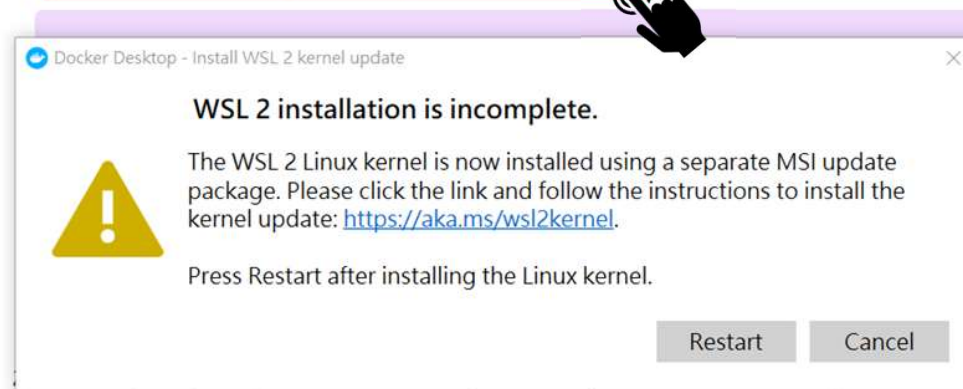 Docker Desktop - Install WSL 2 kernel update
WSL 2 installation is incomplete.
The WSL 2 Linux kernel is now installed using a separate MSI update
package. Please click the link and follow the instructions to install the
kernel update: https://aka.ms/wsl2kernel.
Press Restart after installing the Linux kernel.
Restart Cancel